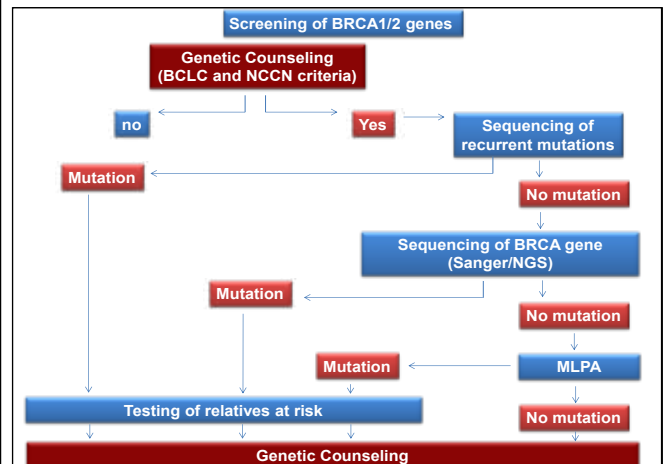 Screening of BRCA1/2 genes
Genetic Counseling
(BCLC and NCCN criteria)
no
Yes
Sequencing of
recurrent mutations
Mutation
No mutation
Sequencing of BRCA gene
(Sanger/NGS)
Mutation
No mutation
Mutation
MLPA
Testing of relatives at risk
No mutation
Genetic Counseling